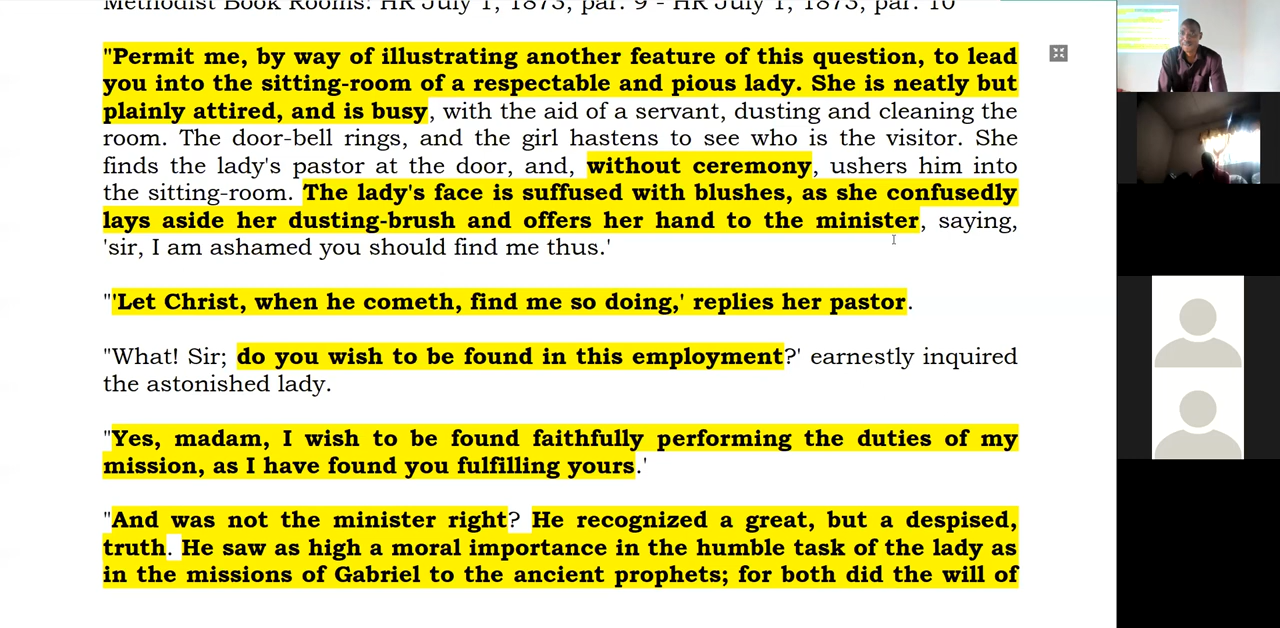 Methodist Book Rooms: HR July 1, 1873, par. 9 - HR July 1, 1873, par. 10
"Permit me, by way of illustrating another feature of this question, to lead
you into the sitting-room of a respectable and pious lady. She is neatly but
plainly attired, and is busy, with the aid of a servant, dusting and cleaning the
room. The door-bell rings, and the girl hastens to see who is the visitor. She
finds the lady's pastor at the door, and, without ceremony, ushers him into
the sitting-room. The lady's face is suffused with blushes, as she confusedly
lays aside her dusting-brush and offers her hand to the minister, saying,
'sir, I am ashamed you should find me thus.'
"'Let Christ, when he cometh, find me so doing,' replies her pastor.
"What! Sir; do you wish to be found in this employment?' earnestly inquired
the astonished lady.
"Yes, madam, I wish to be found faithfully performing the duties of my
mission, as I have found you fulfilling yours.'
"And was not the minister right? He recognized a great, but a despised,
truth. He saw as high a moral importance in the humble task of the lady as
in the missions of Gabriel to the ancient prophets; for both did the will of